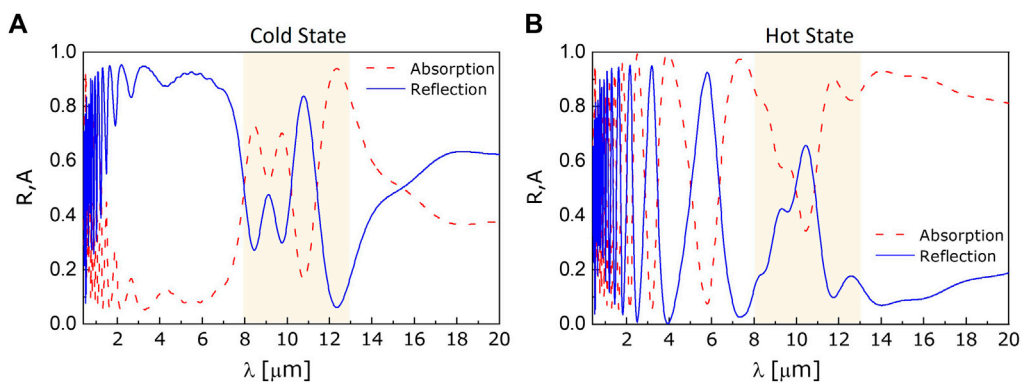 A
Cold State
1.0
0.8
0.6
0.4
0.2
0.0
R,A
Absorption
Reflection
2 4 6 8 10 12 14 16 18 20
λ [μm]
B
Hot State
1.0
0.8
0.6
0.4
0.2
0.0
R,A
Absorption
Reflection
2 4 6 8 10 12 14 16 18 20
λ [μm]